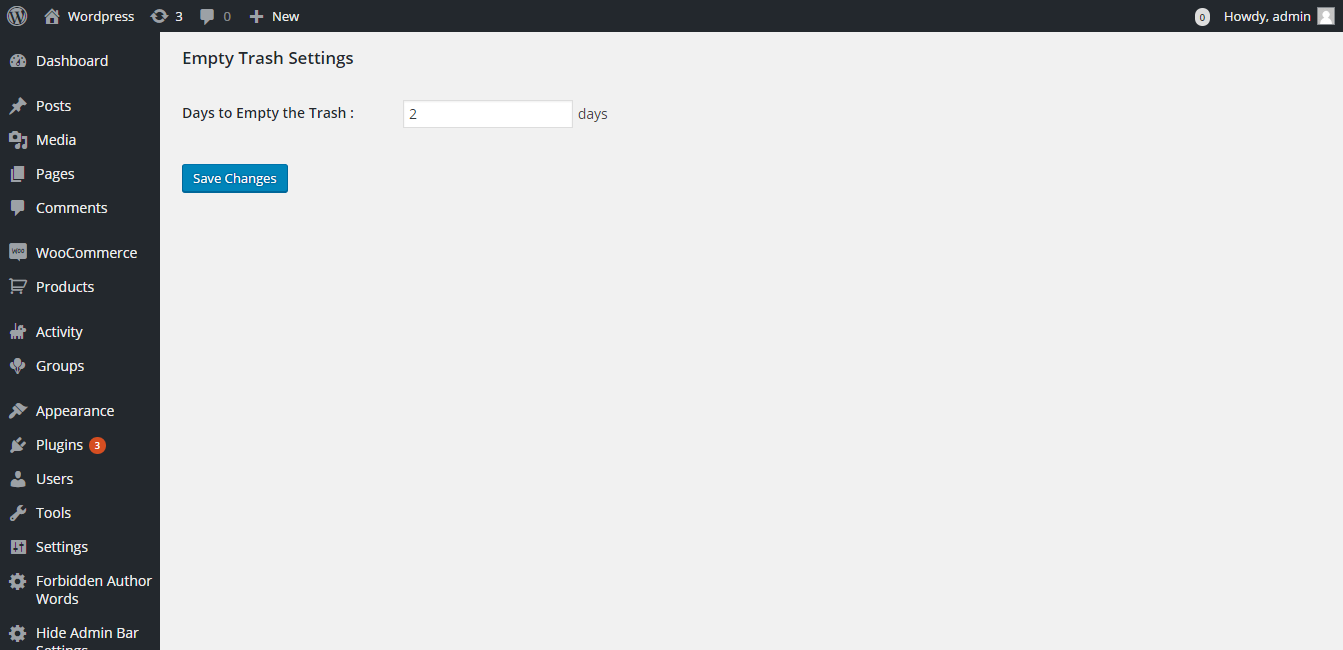 Wordpress 3 0 New 0 Howdy, admin
Dashboard
Posts
Media
Pages
Comments
Woo WooCommerce
Products
Activity
Groups
Appearance
Plugins 3
Users
Tools
Settings
Forbidden Author
Words
Hide Admin Bar
Settings
Empty Trash Settings
Days to Empty the Trash : 2 days
Save Changes